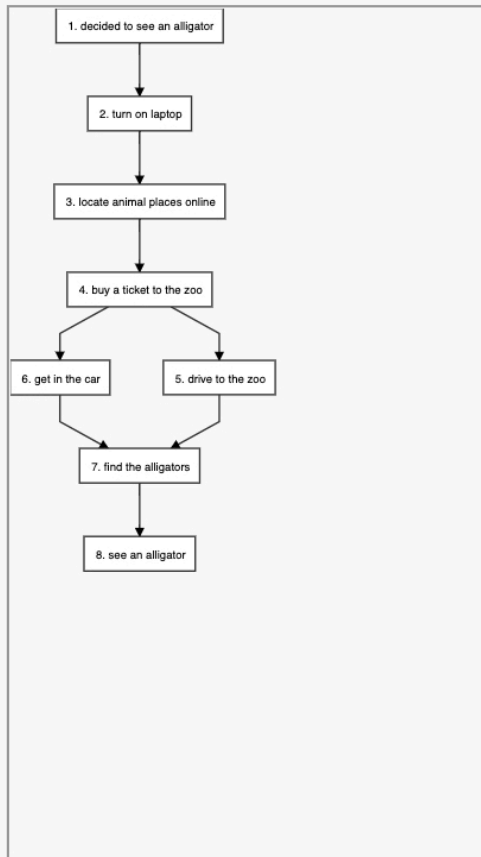 1. decided to see an alligator
2. turn on laptop
3. locate animal places online
4. buy a ticket to the zoo
6. get in the car
5. drive to the zoo
7. find the alligators
8. see an alligator